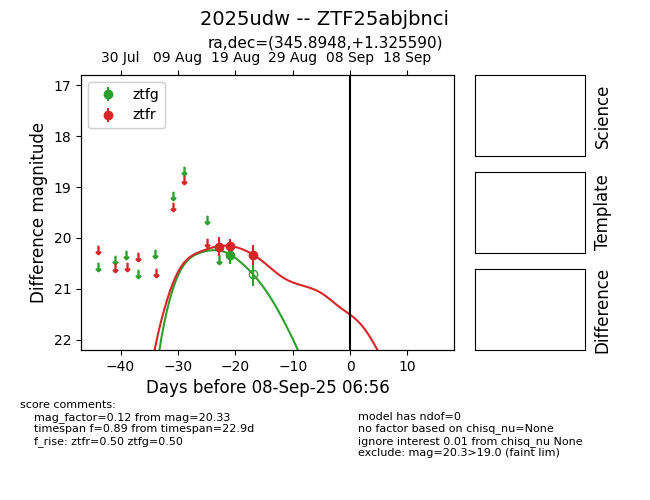 2025udw -- ZTF25abjbnci
ra,dec=(345.8948,+1.325590)
30 Jul 09 Aug 19 Aug 29 Aug 08 Sep 18 Sep
ztfg
ztfr
17
18
19
20
21
22
Difference magnitude
−40 −30 −20 −10 0 10
Days before 08-Sep-25 06:56
Science
Template
Difference
score comments:
mag_factor=0.12 from mag=20.33
timespan f=0.89 from timespan=22.9d
f_rise: ztfr=0.50 ztfg=0.50
model has ndof=0
no factor based on chisq_nu=None
ignore interest 0.01 from chisq_nu None
exclude: mag=20.3>19.0 (faint lim)